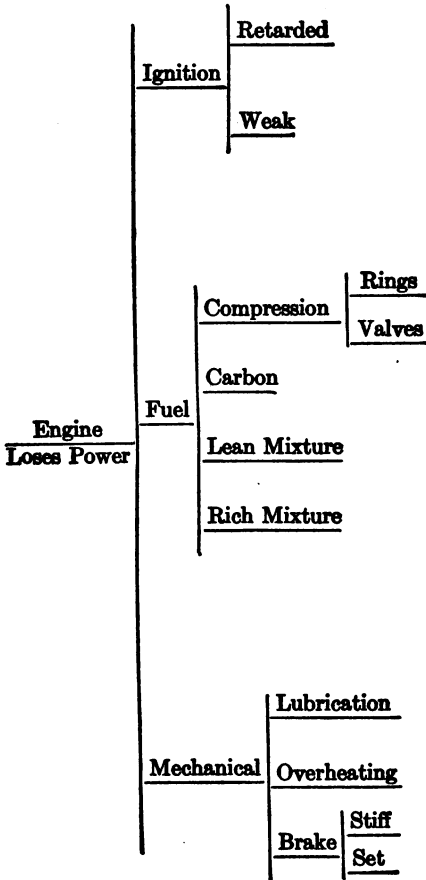 Retarded
Ignition
Weak
Rings
Compression
Valves
Carbon
Fuel
Engine
Loses Power
Lean Mixture
Rich Mixture
Lubrication
Mechanical
Overheating
Stiff
Brake
Set